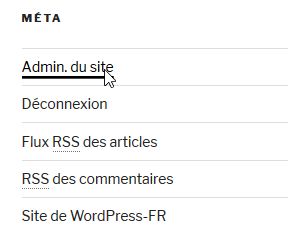 MÉTA
Admin. du site
Déconnexion
Flux RSS des articles
RSS des commentaires
Site de WordPress-FR